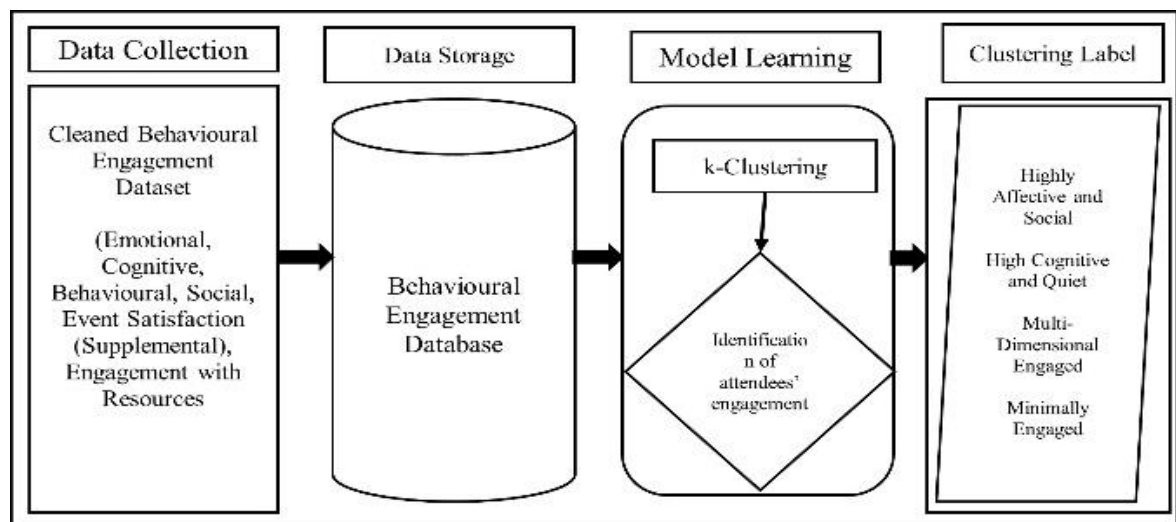 Data Collection
Cleaned Behavioural
Engagement
Dataset
(Emotional,
Cognitive,
Behavioural, Social,
Event Satisfaction
(Supplemental),
Engagement with
Resources
Data Storage
Behavioural
Engagement
Database
Model Learning
k-Clustering
Identificatio
n of
attendees'
engagement
Clustering Label
Highly
Affective and
Social
High Cognitive
and Quiet
Multi-
Dimensional
Engaged
Minimally
Engaged